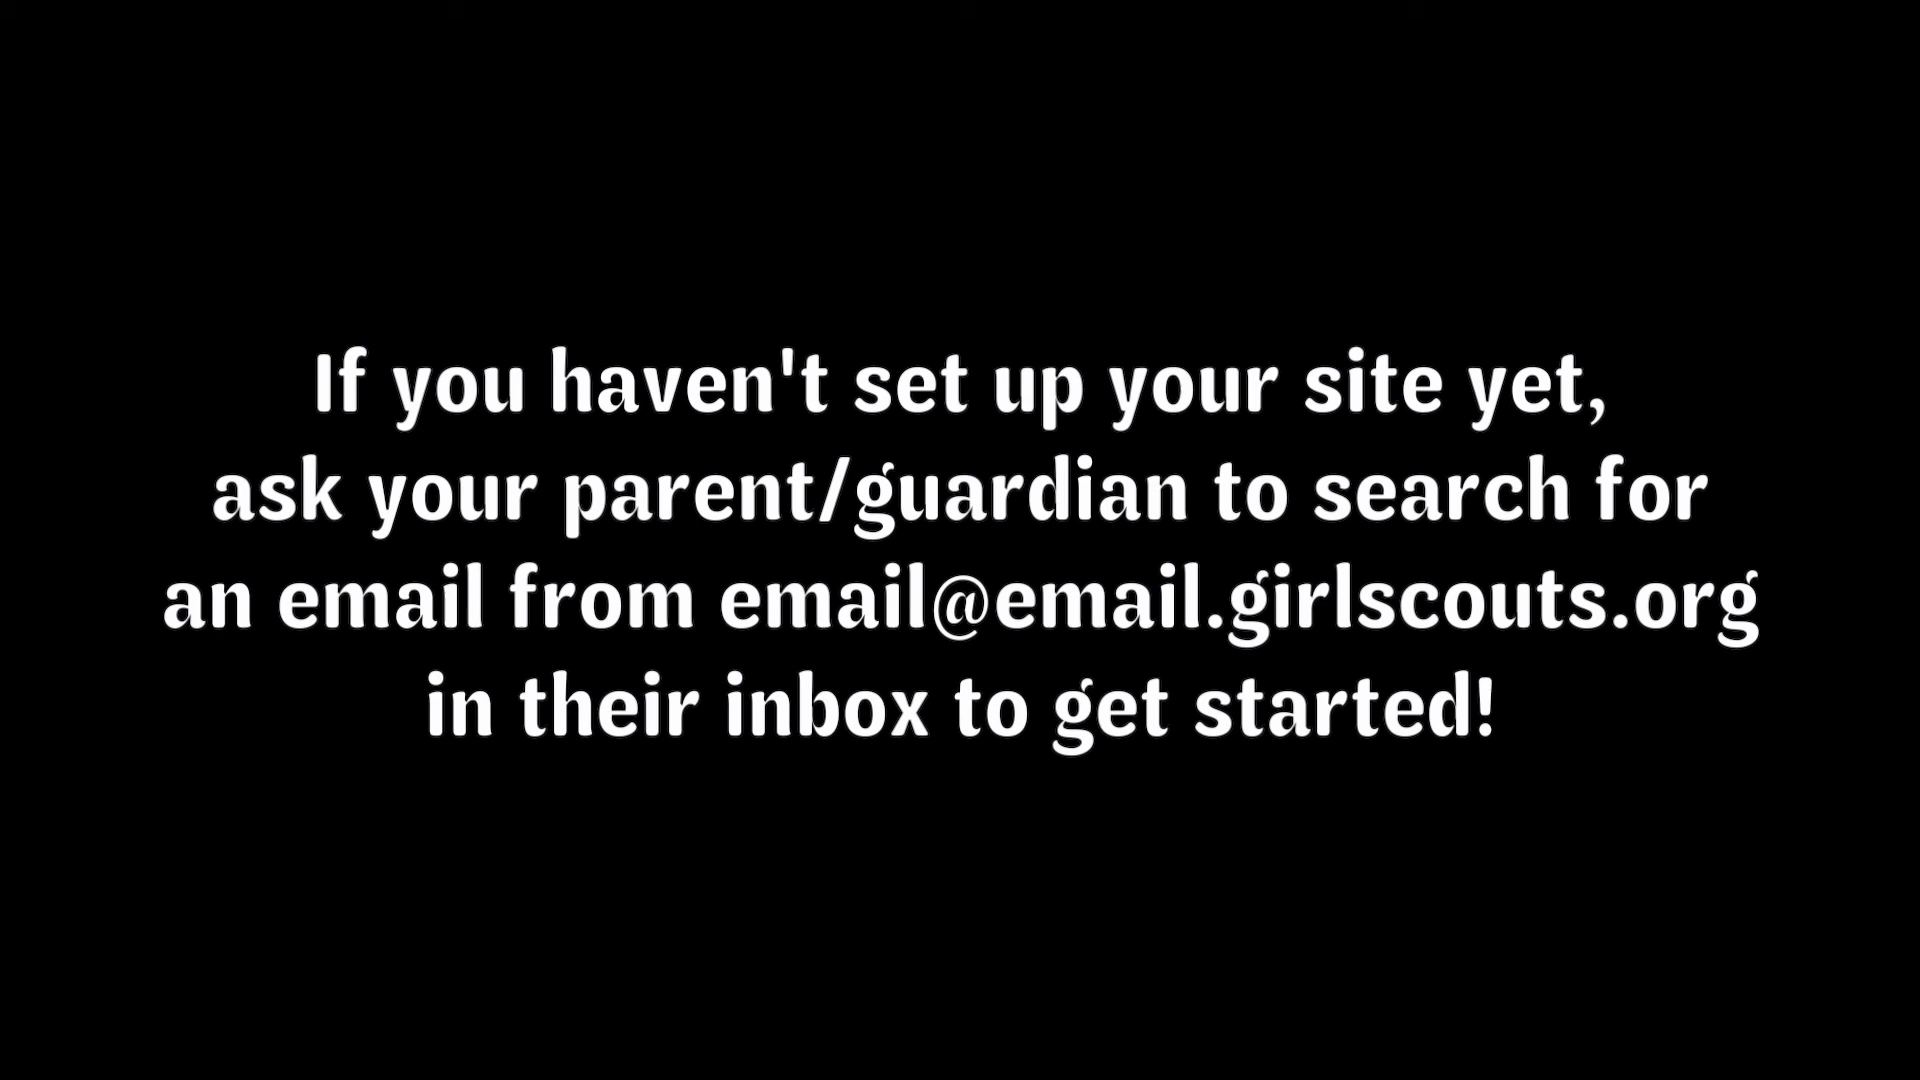 If you haven't set up your site yet,
ask your parent/guardian to search for
an email from email@email.girlscouts.org
in their inbox to get started!